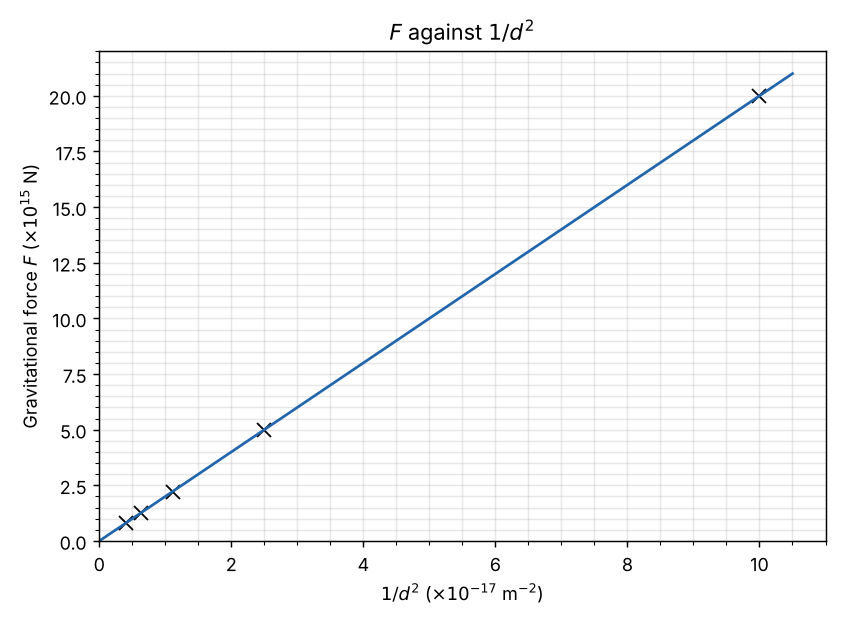 F against 1/d²
Gravitational force F (×10¹⁵ N)
20.0
17.5
15.0
12.5
10.0
7.5
5.0
2.5
0.0
0 2 4 6 8 10
1/d² (×10⁻¹⁷ m⁻²)